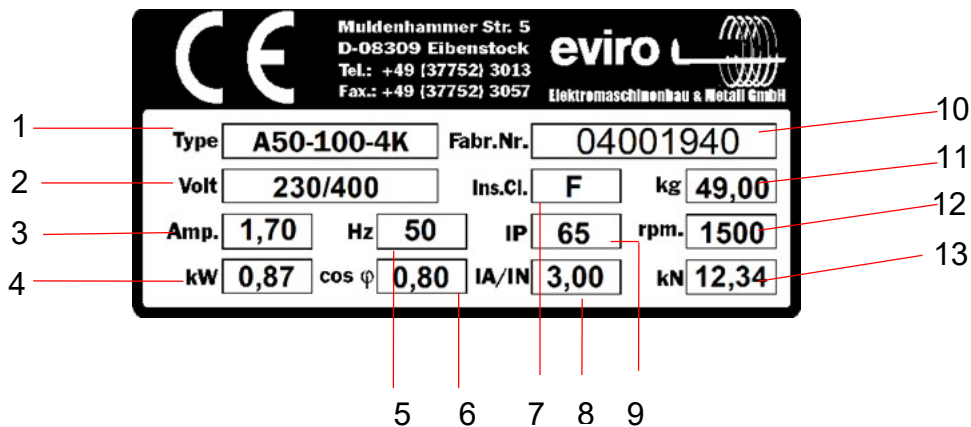 CE
Muldenhammer Str. 5
D-08309 Eibenstock
Tel.: +49 (37752) 3013
Fax.: +49 (37752) 3057
eviro
Elektromaschinenbau & Metall GmbH
1 Type A50-100-4K Fabr.Nr. 04001940 10
2 Volt 230/400 Ins.Cl. F kg 49,00 11
3 Amp. 1,70 Hz 50 IP 65 rpm. 1500 12
4 kW 0,87 cos φ 0,80 IA/IN 3,00 kN 12,34 13
5 6 7 8 9